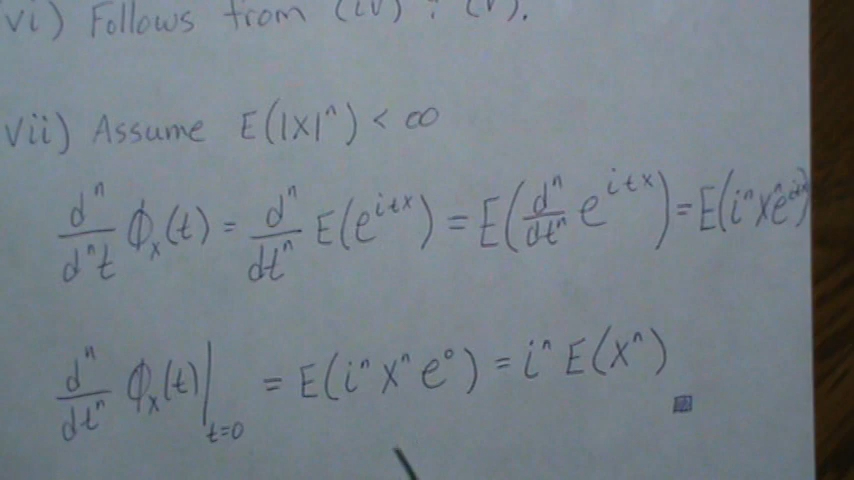 vi) Follows from (iv) ; (v).
vii) Assume E(|X|ⁿ) < ∞
dⁿ/dⁿt ϕₓ(t) = dⁿ/dtⁿ E(e^{itx}) = E(dⁿ/dtⁿ e^{itx}) = E(iⁿxⁿe^{itx})
dⁿ/dtⁿ ϕₓ(t)|_{t=0} = E(iⁿxⁿe⁰) = iⁿE(xⁿ)